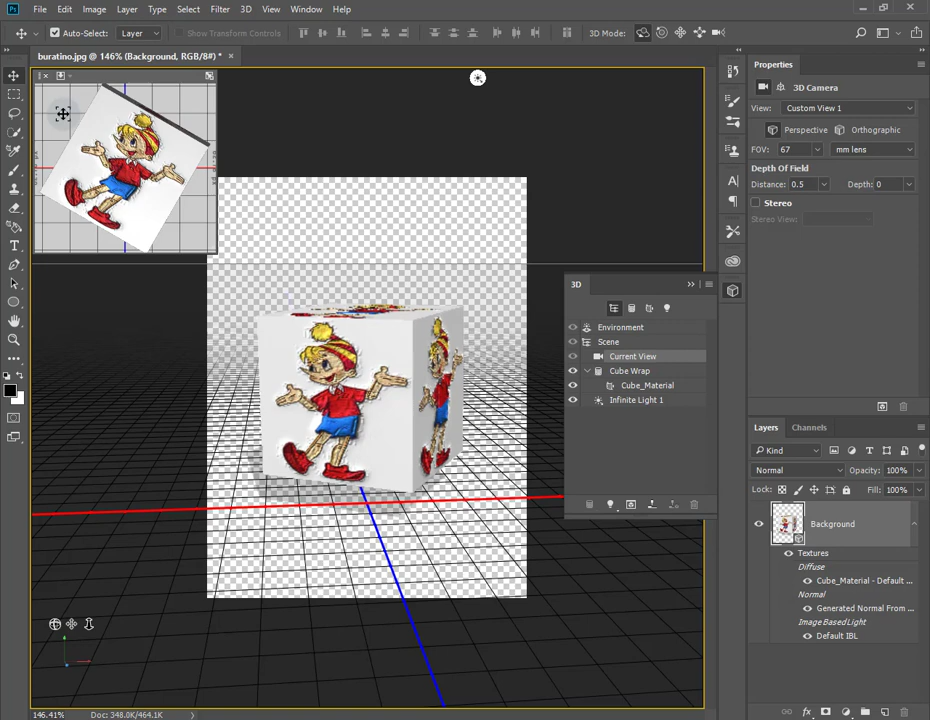 Ps File Edit Image Layer Type Select Filter 3D View Window Help
Auto-Select: Layer Show Transform Controls 3D Mode:
buratino.jpg @ 146% (Background, RGB/8#) * ×
Properties
3D Camera
View: Custom View 1
Perspective Orthographic
FOV: 67 mm lens
Depth Of Field
Distance: 0.5 Depth: 0
Stereo
Stereo View:
3D
Environment
Scene
Current View
Cube Wrap
Cube_Material
Infinite Light 1
Layers Channels
Kind
Normal Opacity: 100%
Lock: Fill: 100%
Background
Textures
Diffuse
Cube_Material - Default ...
Normal
Generated Normal From ...
Image Based Light
Default IBL
146.41% Doc: 348.0K/464.1K